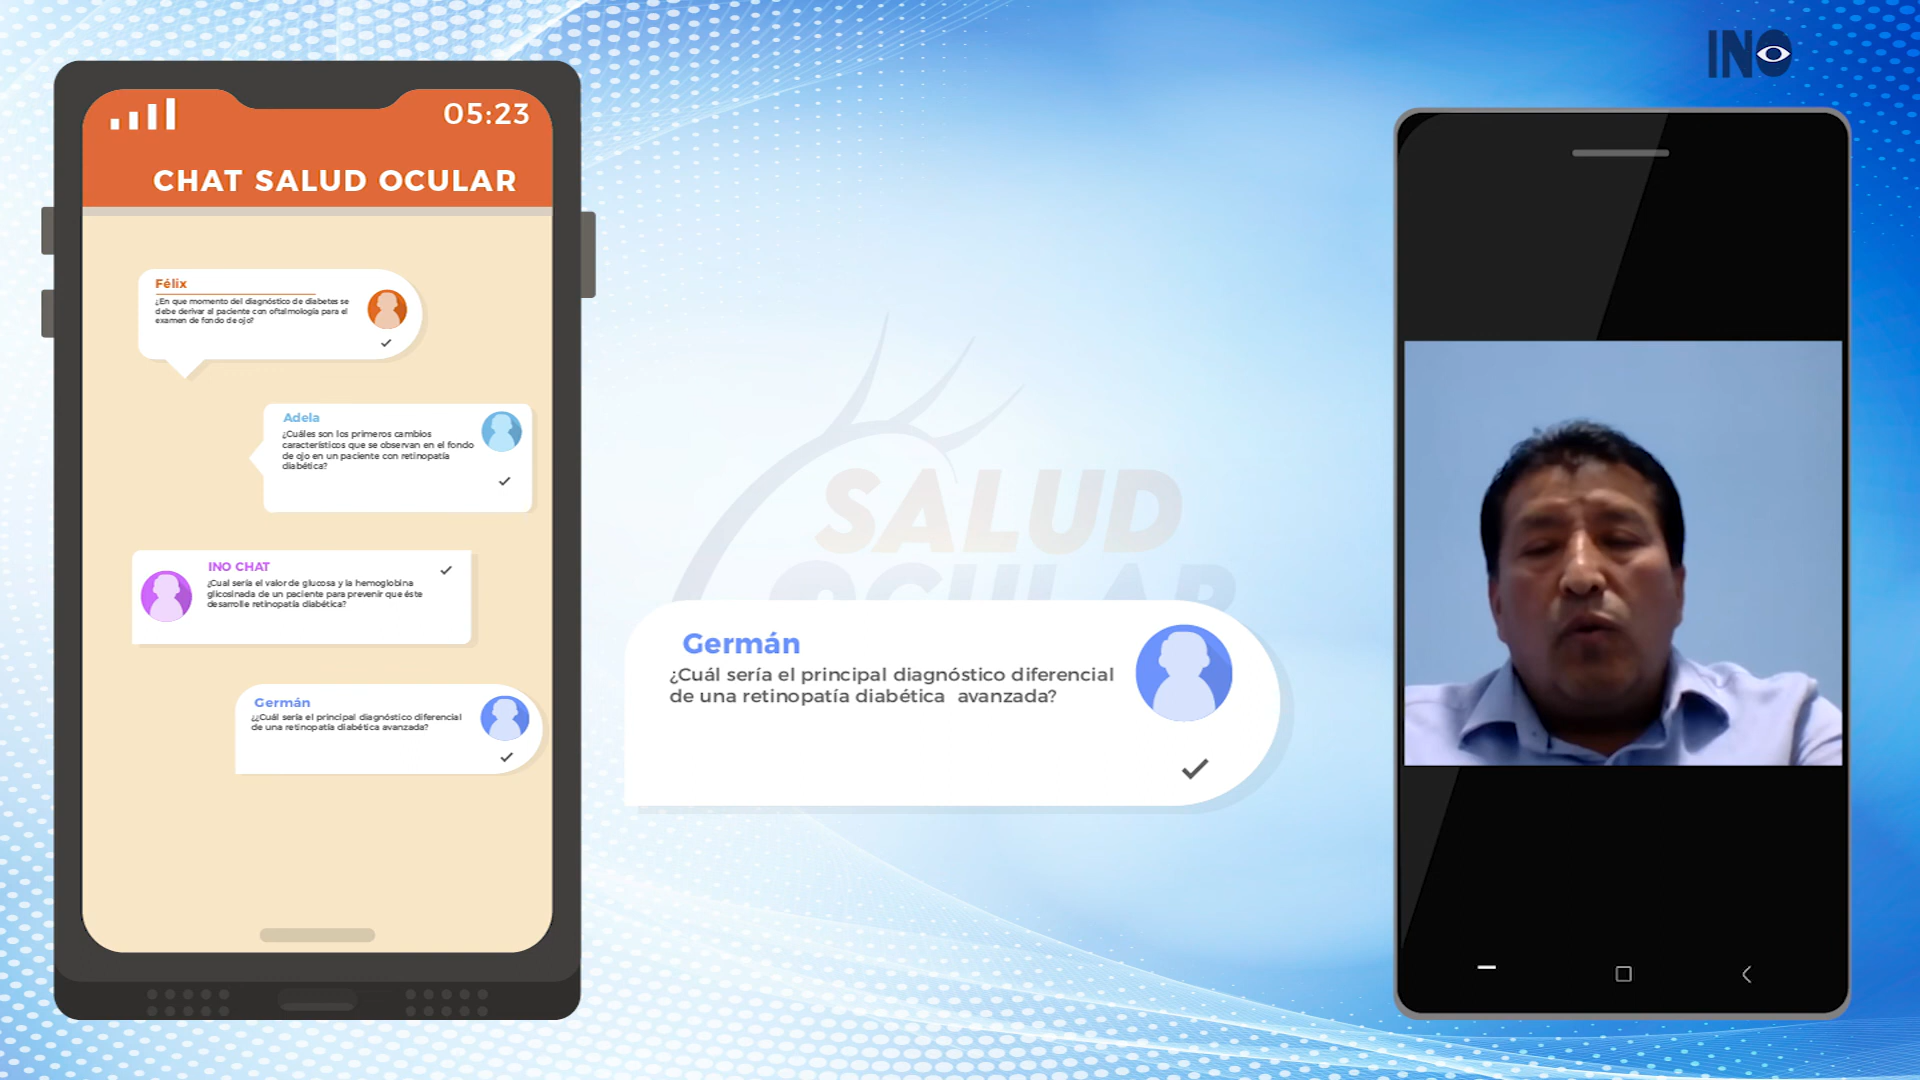 INO
05:23
CHAT SALUD OCULAR
Félix
¿En que momento del diagnóstico de diabetes se
debe derivar al paciente con oftalmología para el
examen de fondo de ojo?
Adela
¿Cuáles son los primeros cambios
característicos que se observan en el fondo
de ojo en un paciente con retinopatía
diabética?
INO CHAT
¿Cual sería el valor de glucosa y la hemoglobina
glicosinada de un paciente para prevenir que éste
desarrolle retinopatía diabética?
Germán
¿¿Cuál sería el principal diagnóstico diferencial
de una retinopatía diabética avanzada?
SALUD
OCULAR
Germán
¿Cuál sería el principal diagnóstico diferencial
de una retinopatía diabética  avanzada?